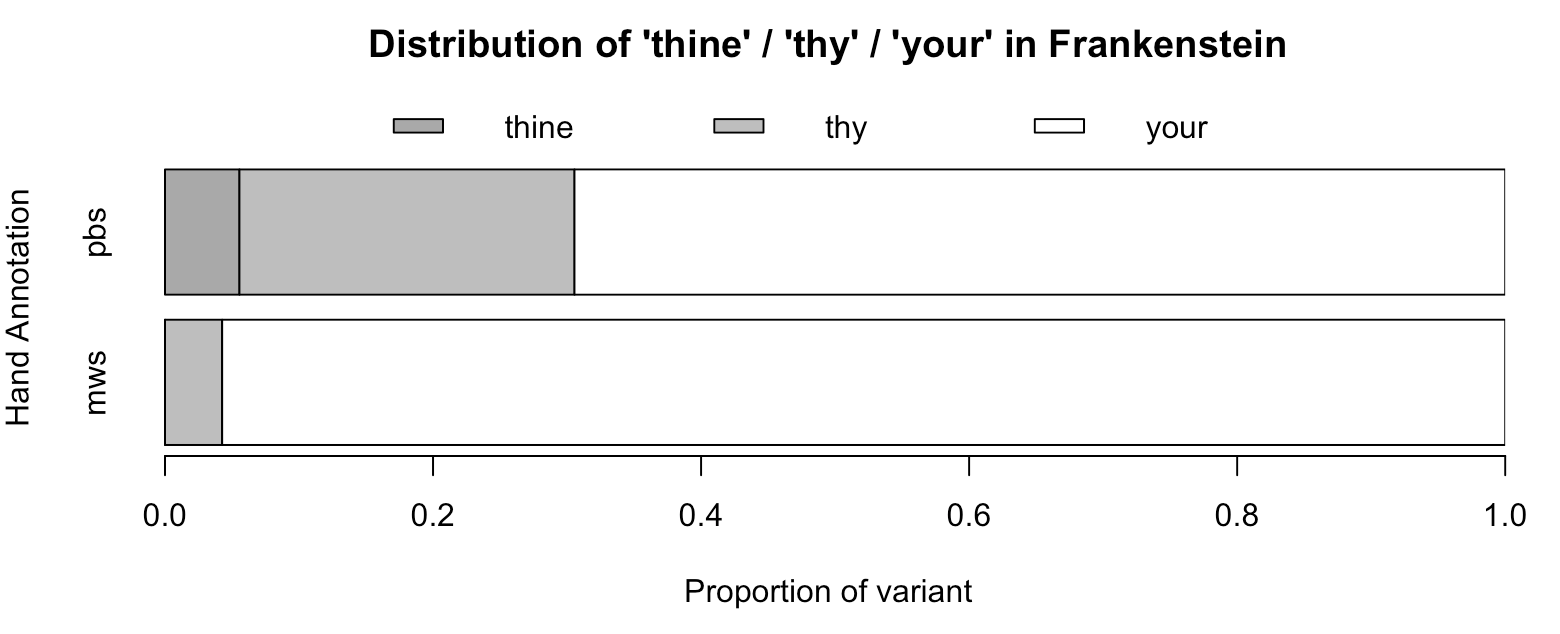 Distribution of 'thine' / 'thy' / 'your' in Frankenstein
thine thy your
Hand Annotation
pbs
mws
0.0 0.2 0.4 0.6 0.8 1.0
Proportion of variant